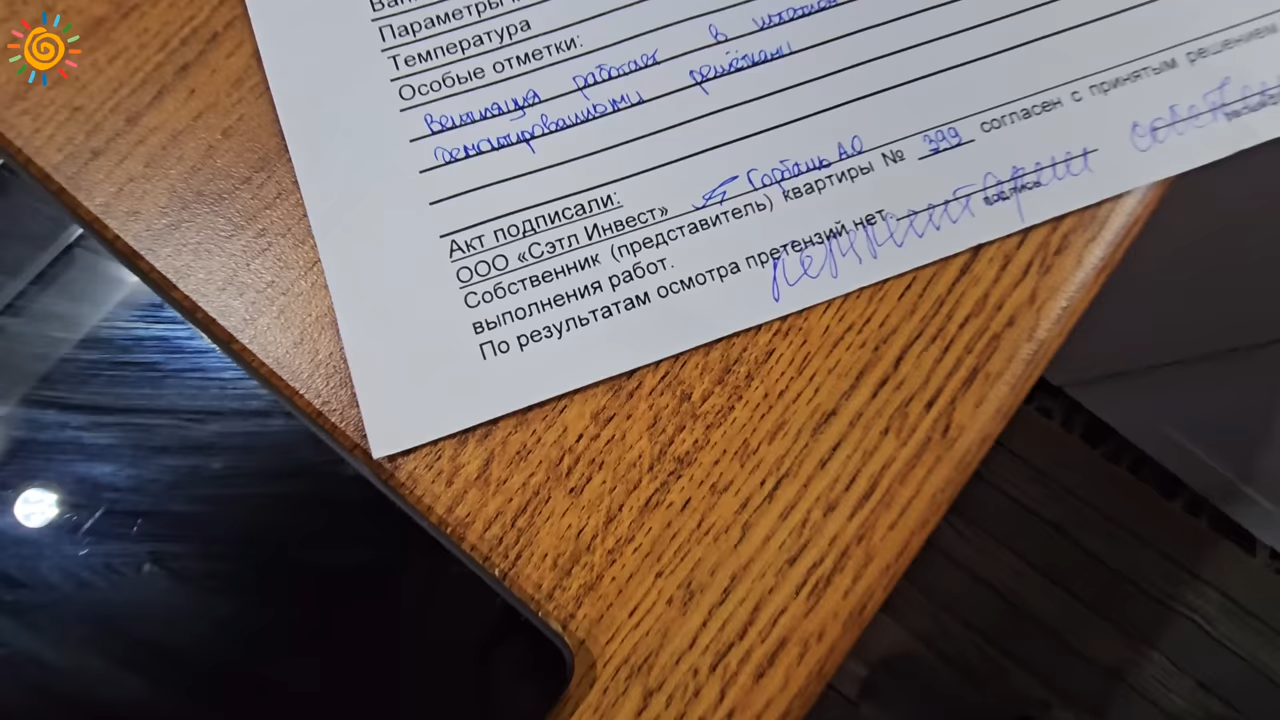 Параметры
Температура
Особые отметки:
вентиляция работает в штатном
демонтированными решётками
Акт подписали:
ООО «Сэтл Инвест» Горбань А.О
Собственник (представитель) квартиры № 399 согласен с принятым решением
выполнения работ.
По результатам осмотра претензий нет.
подпись